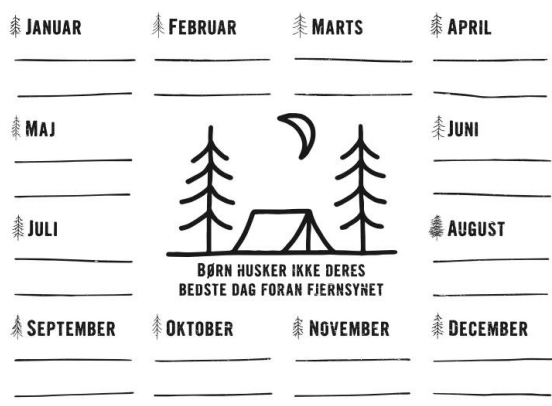 JANUAR
FEBRUAR
MARTS
APRIL
MAJ
JUNI
JULI
AUGUST
BØRN HUSKER IKKE DERES
BEDSTE DAG FORAN FJERNSYNET
SEPTEMBER
OKTOBER
NOVEMBER
DECEMBER